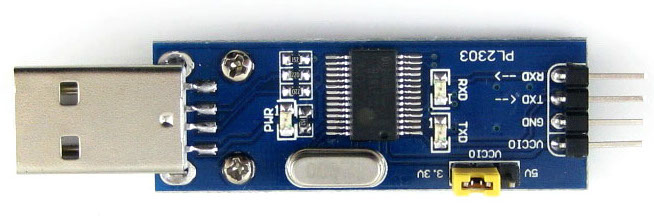 PL2303
RXD -->
TXD --<
GND
VCCIO
RXD
TXD
PWR
VCCIO
3.3V
5V